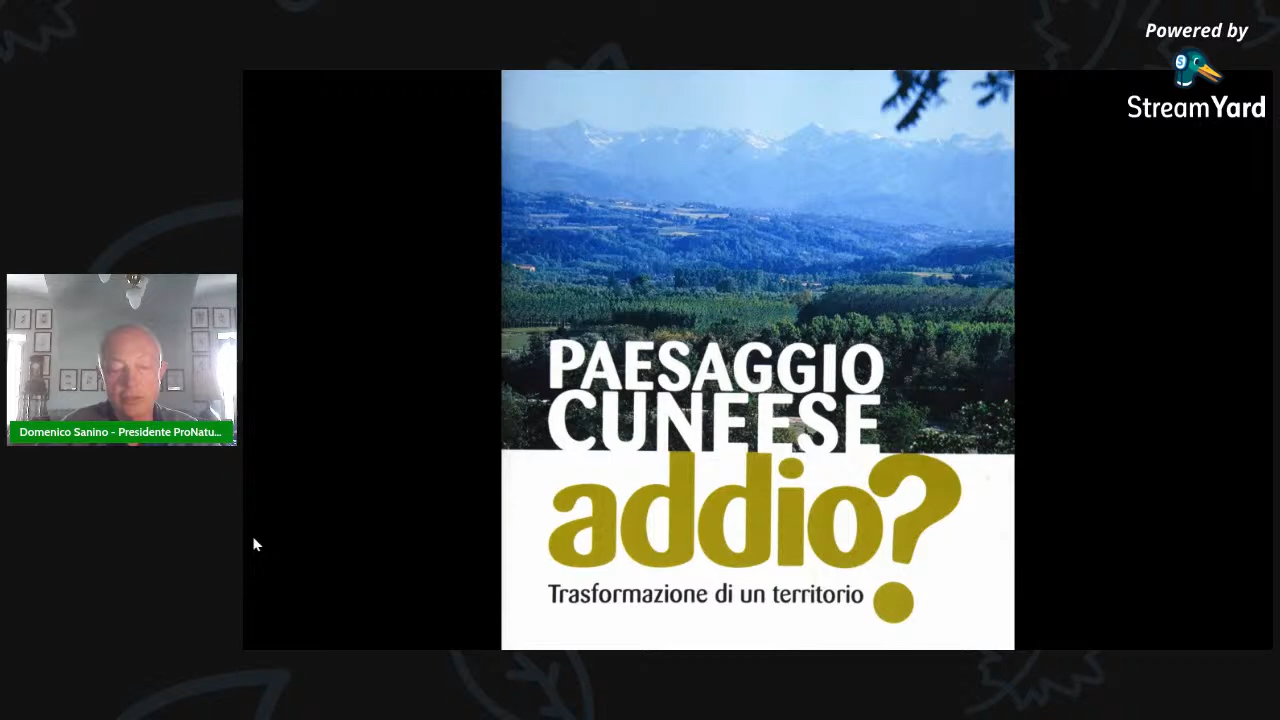 Powered by
StreamYard
PAESAGGIO
CUNEESE
addio?
Trasformazione di un territorio
Domenico Sanino - Presidente ProNatu...